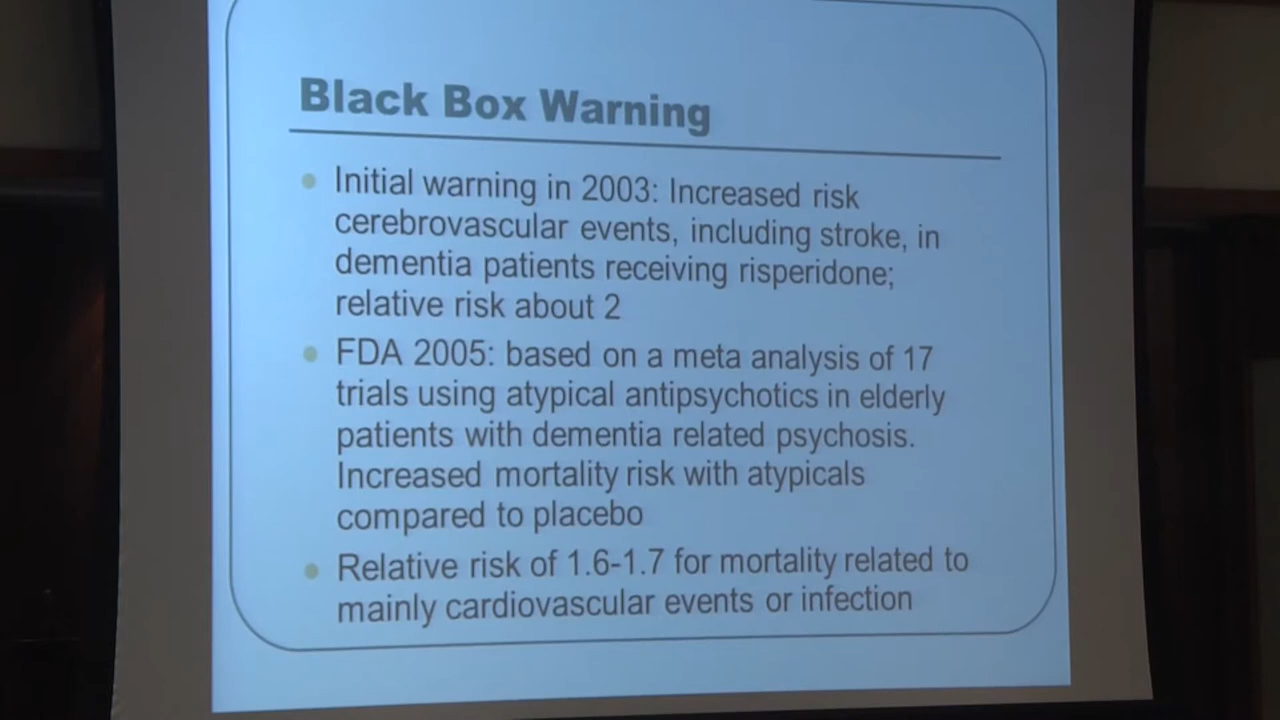 Black Box Warning
Initial warning in 2003: Increased risk
cerebrovascular events, including stroke, in
dementia patients receiving risperidone;
relative risk about 2
FDA 2005: based on a meta analysis of 17
trials using atypical antipsychotics in elderly
patients with dementia related psychosis.
Increased mortality risk with atypicals
compared to placebo
Relative risk of 1.6-1.7 for mortality related to
mainly cardiovascular events or infection